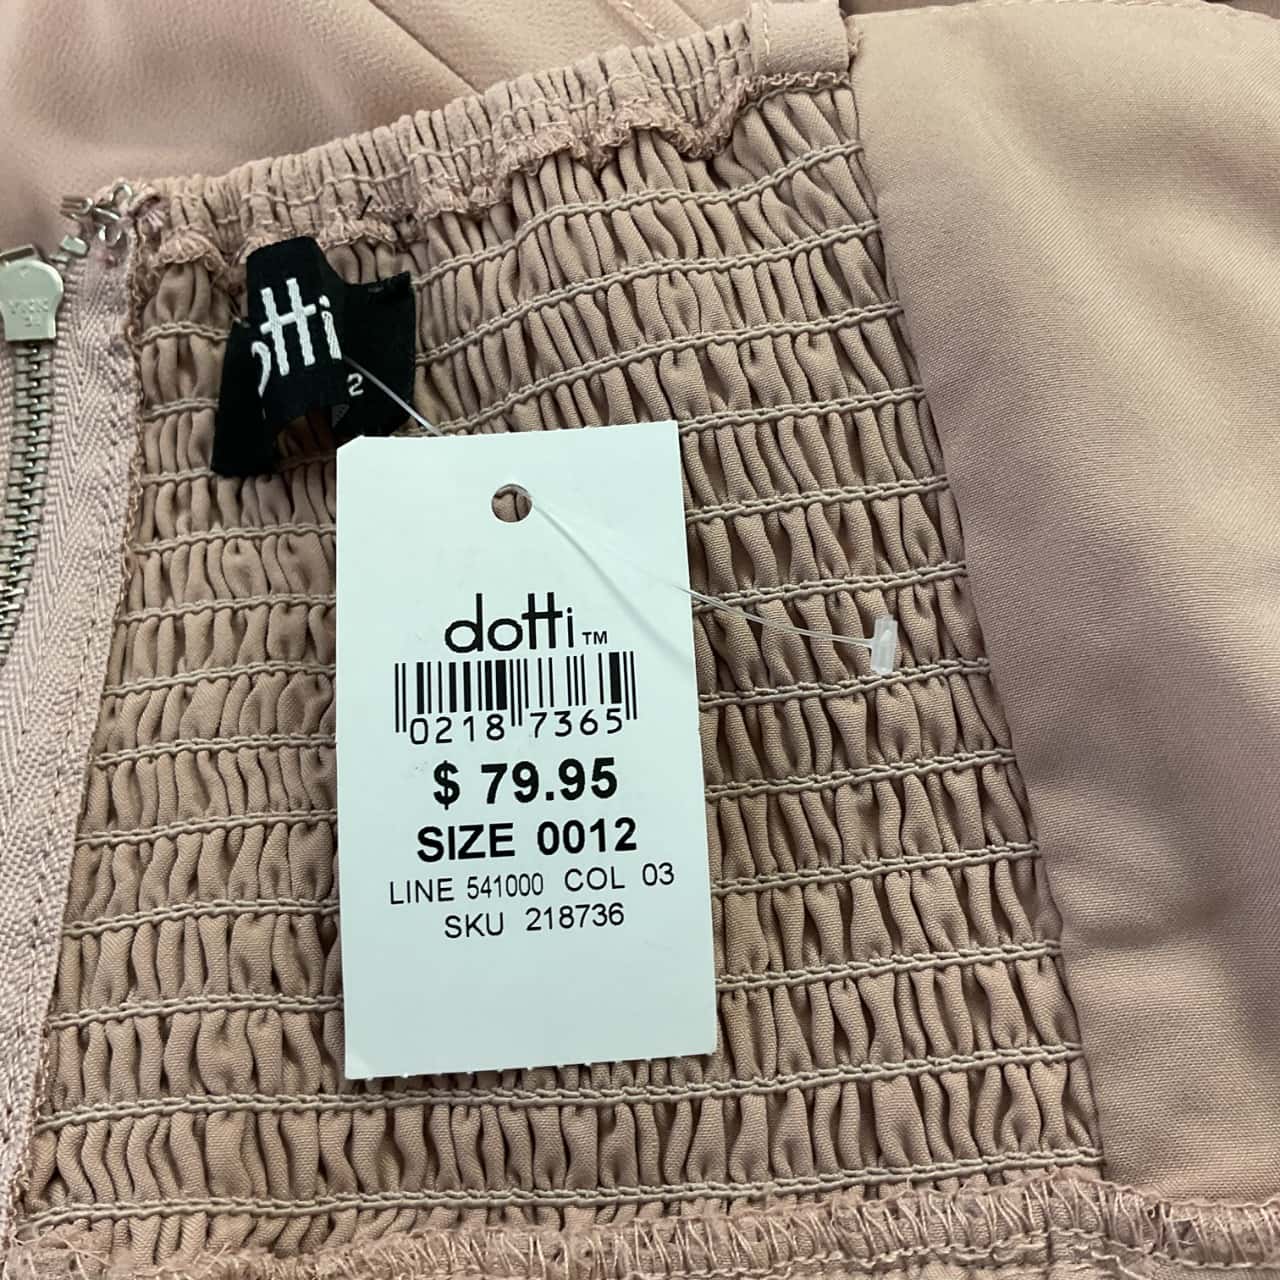 otti
2
dotti™
0218 7365
$ 79.95
SIZE 0012
LINE 541000 COL 03
SKU 218736